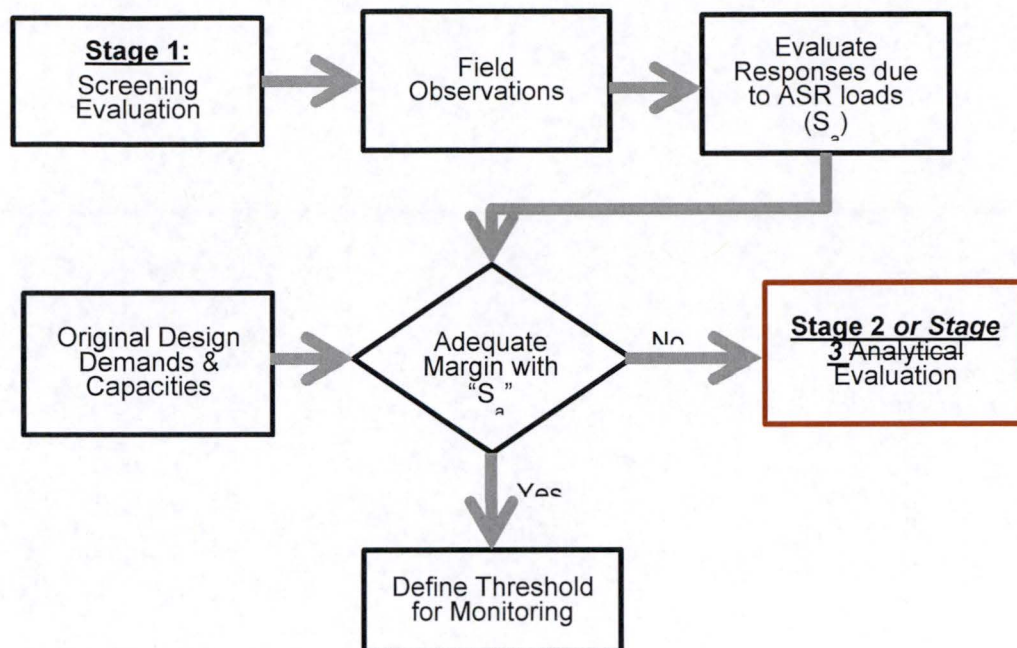 Stage 1:
Screening
Evaluation
Field
Observations
Evaluate
Responses due
to ASR loads
(Sa)
Original Design
Demands &
Capacities
Adequate
Margin with
“Sa”
No
Stage 2 or Stage
3 Analytical
Evaluation
Yes
Define Threshold
for Monitoring